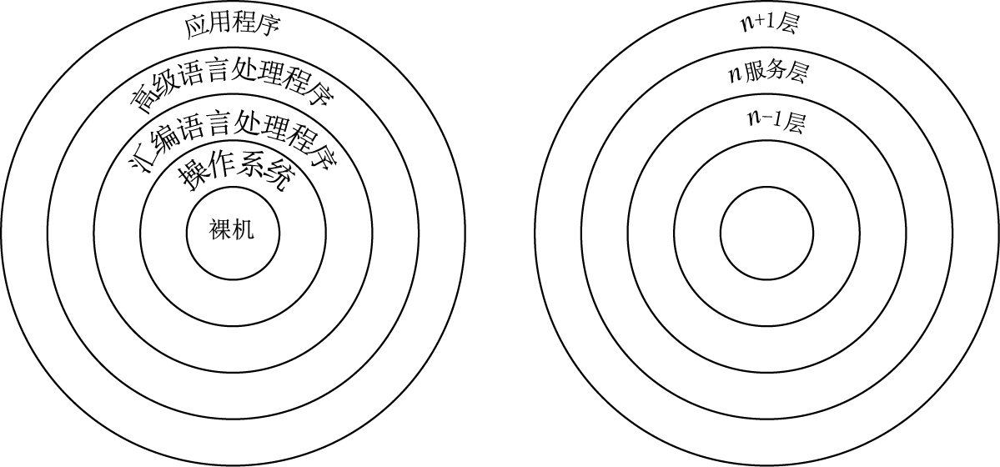 应用程序
高级语言处理程序
汇编语言处理程序
操作系统
裸机
n+1层
n服务层
n−1层